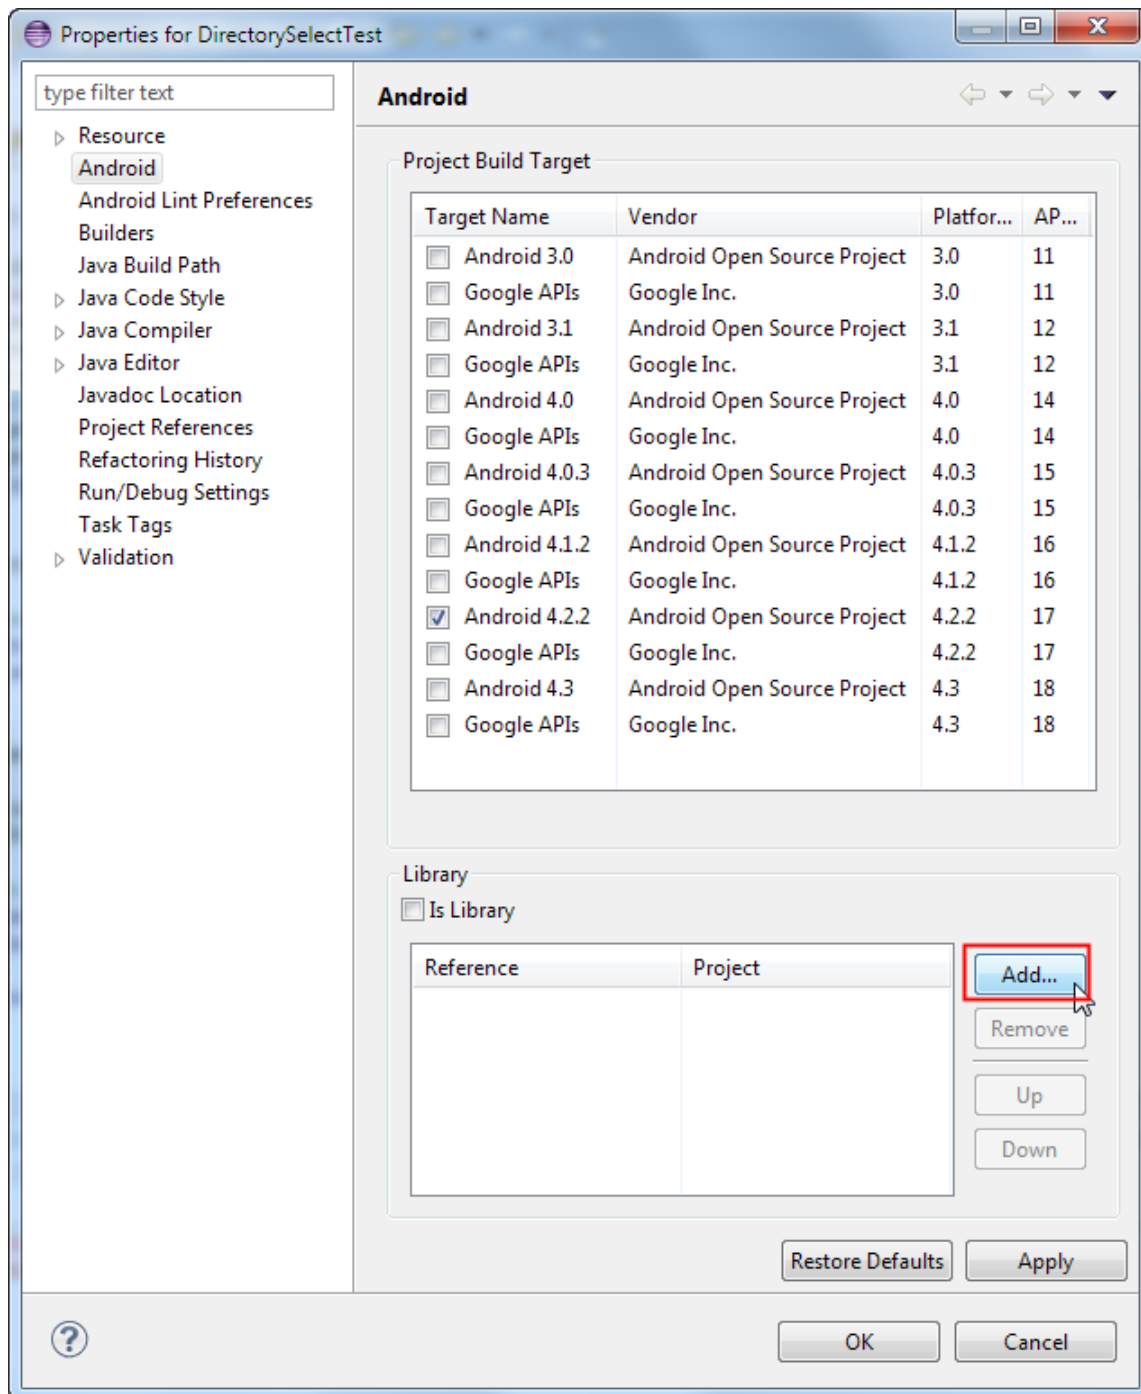 Properties for DirectorySelectTest
type filter text
Resource
Android
Android Lint Preferences
Builders
Java Build Path
Java Code Style
Java Compiler
Java Editor
Javadoc Location
Project References
Refactoring History
Run/Debug Settings
Task Tags
Validation
Android
Project Build Target
Target Name Vendor Platfor... AP...
Android 3.0 Android Open Source Project 3.0 11
Google APIs Google Inc. 3.0 11
Android 3.1 Android Open Source Project 3.1 12
Google APIs Google Inc. 3.1 12
Android 4.0 Android Open Source Project 4.0 14
Google APIs Google Inc. 4.0 14
Android 4.0.3 Android Open Source Project 4.0.3 15
Google APIs Google Inc. 4.0.3 15
Android 4.1.2 Android Open Source Project 4.1.2 16
Google APIs Google Inc. 4.1.2 16
Android 4.2.2 Android Open Source Project 4.2.2 17
Google APIs Google Inc. 4.2.2 17
Android 4.3 Android Open Source Project 4.3 18
Google APIs Google Inc. 4.3 18
Library
Is Library
Reference Project
Add...
Remove
Up
Down
Restore Defaults Apply
? OK Cancel